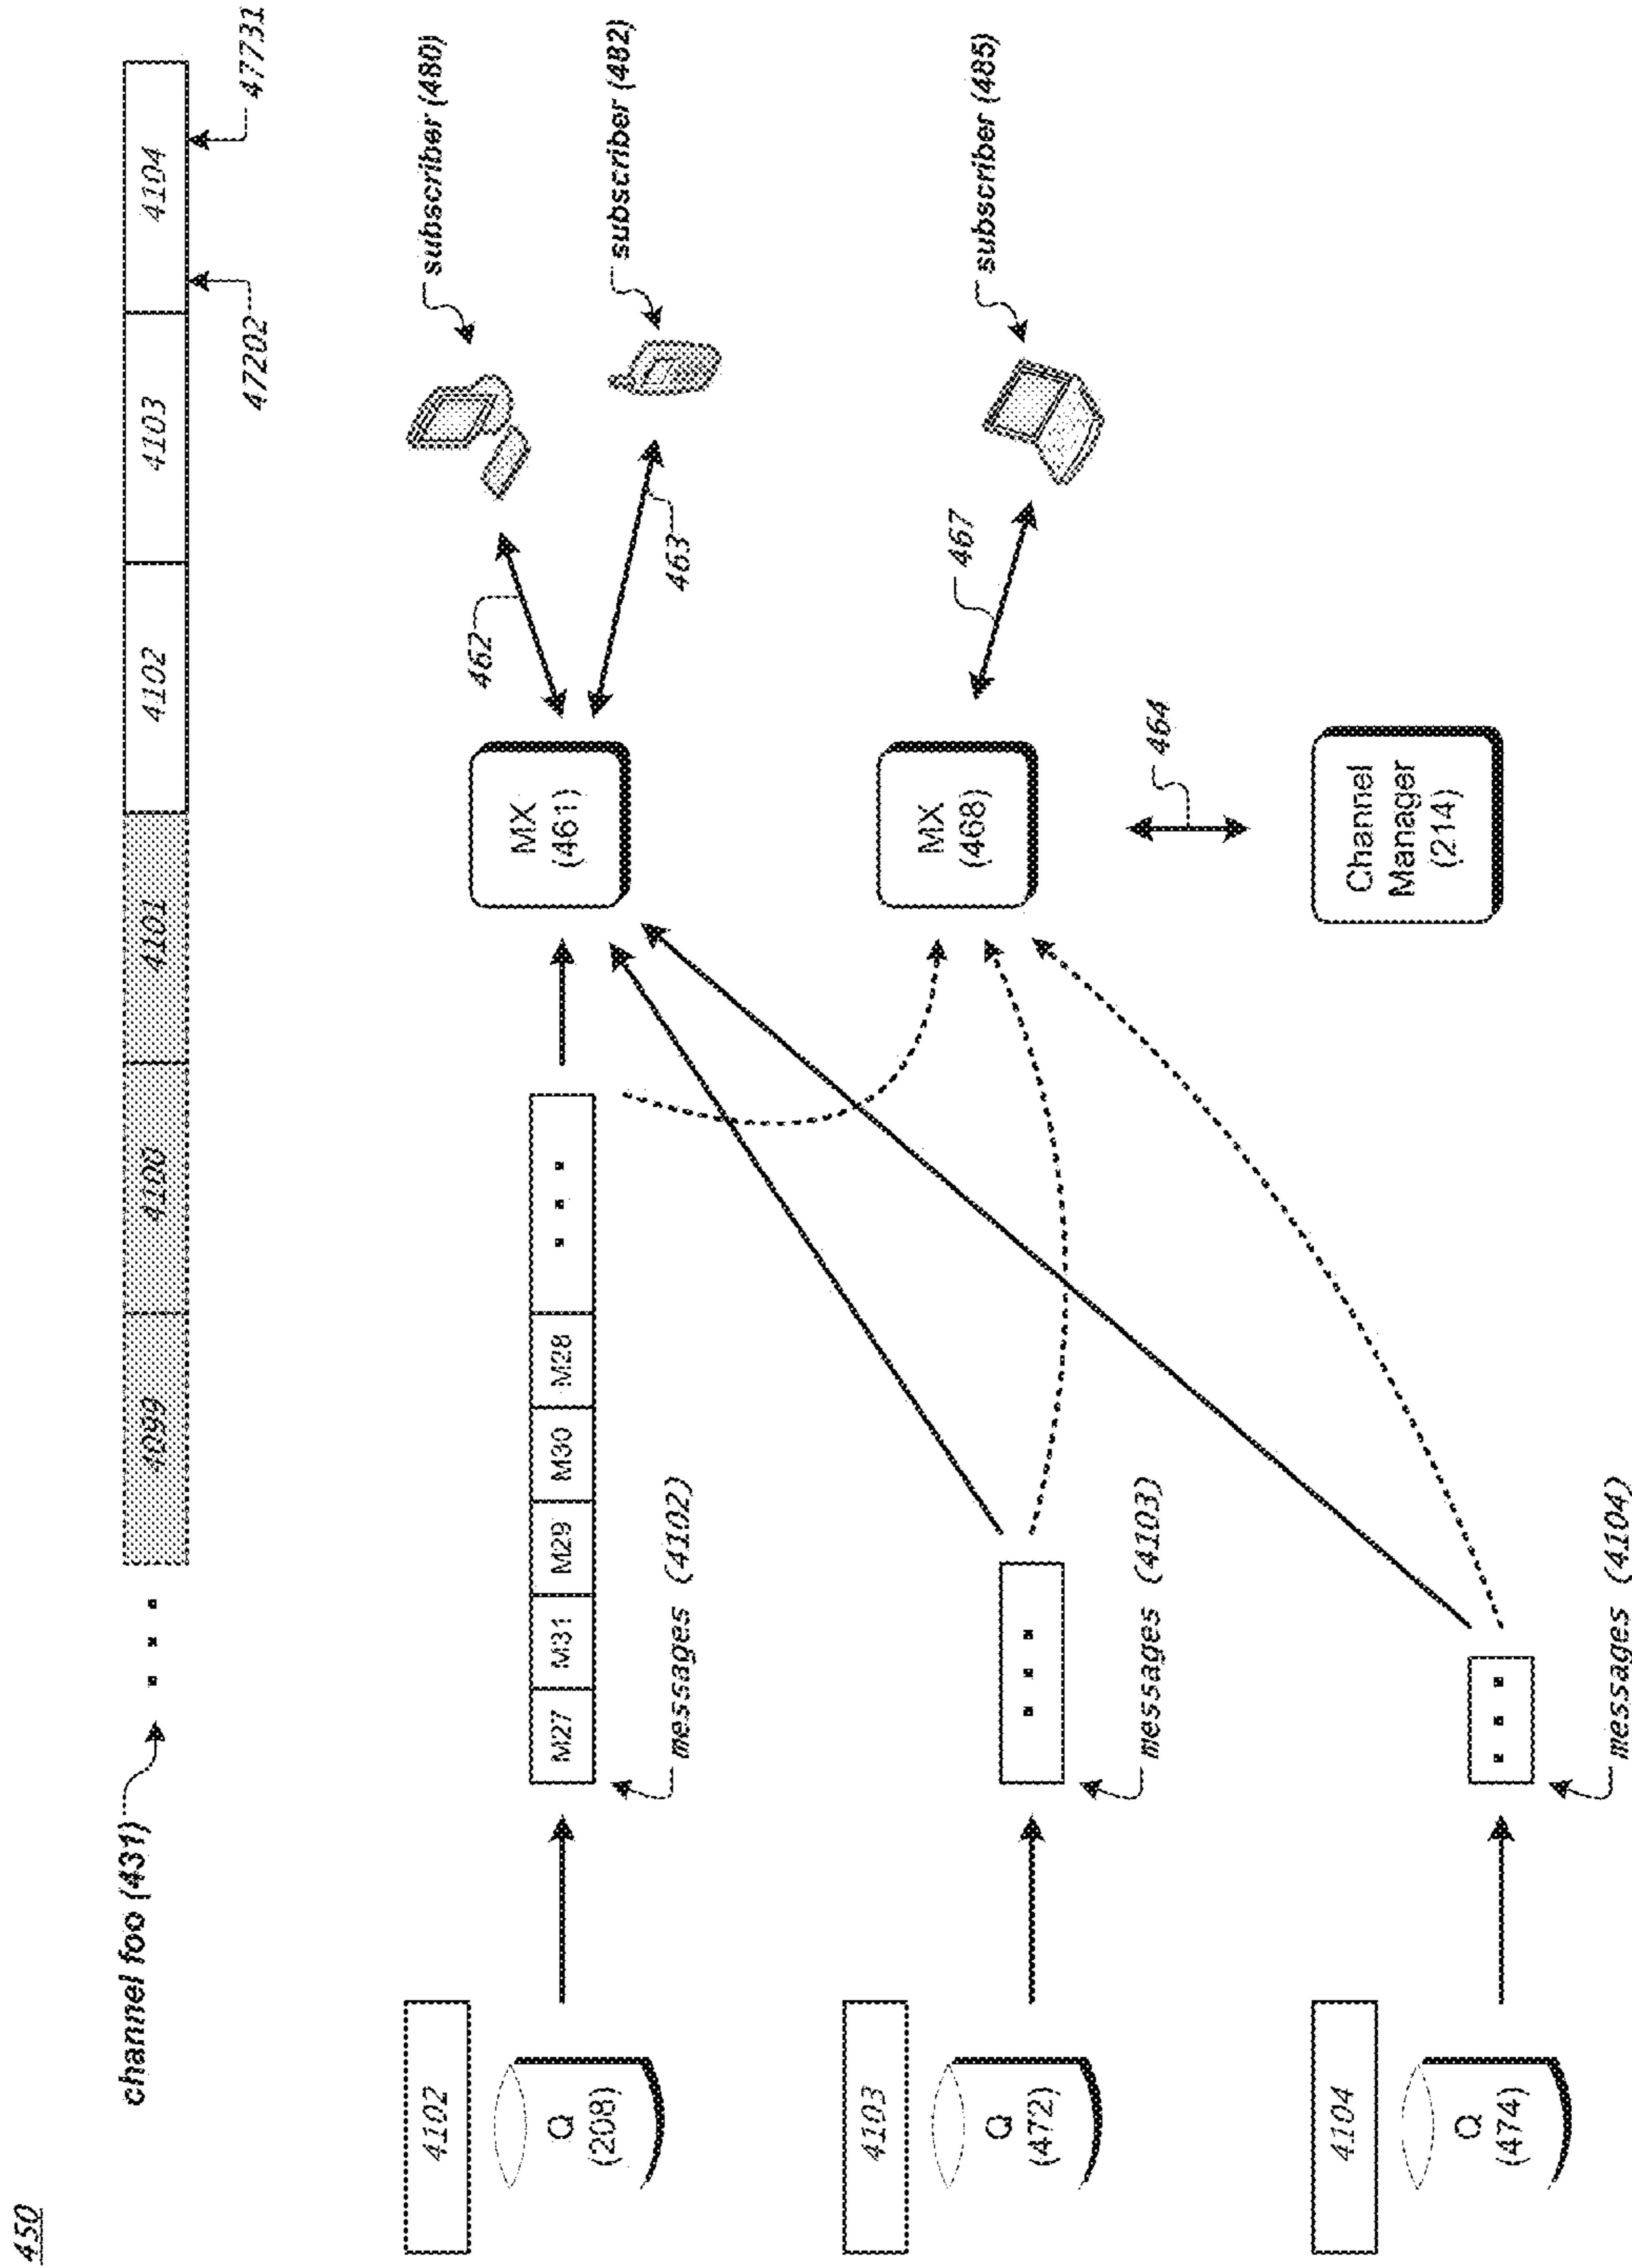 450
channel foo (431)
4099
4100
4101
4102
4103
4104
47202
47731
4102
Q
(208)
M27
M31
M29
M30
M28
messages (4102)
MX
(461)
462
463
subscriber (480)
subscriber (482)
4103
Q
(472)
messages (4103)
MX
(468)
467
subscriber (485)
464
4104
Q
(474)
messages (4104)
Channel
Manager
(214)